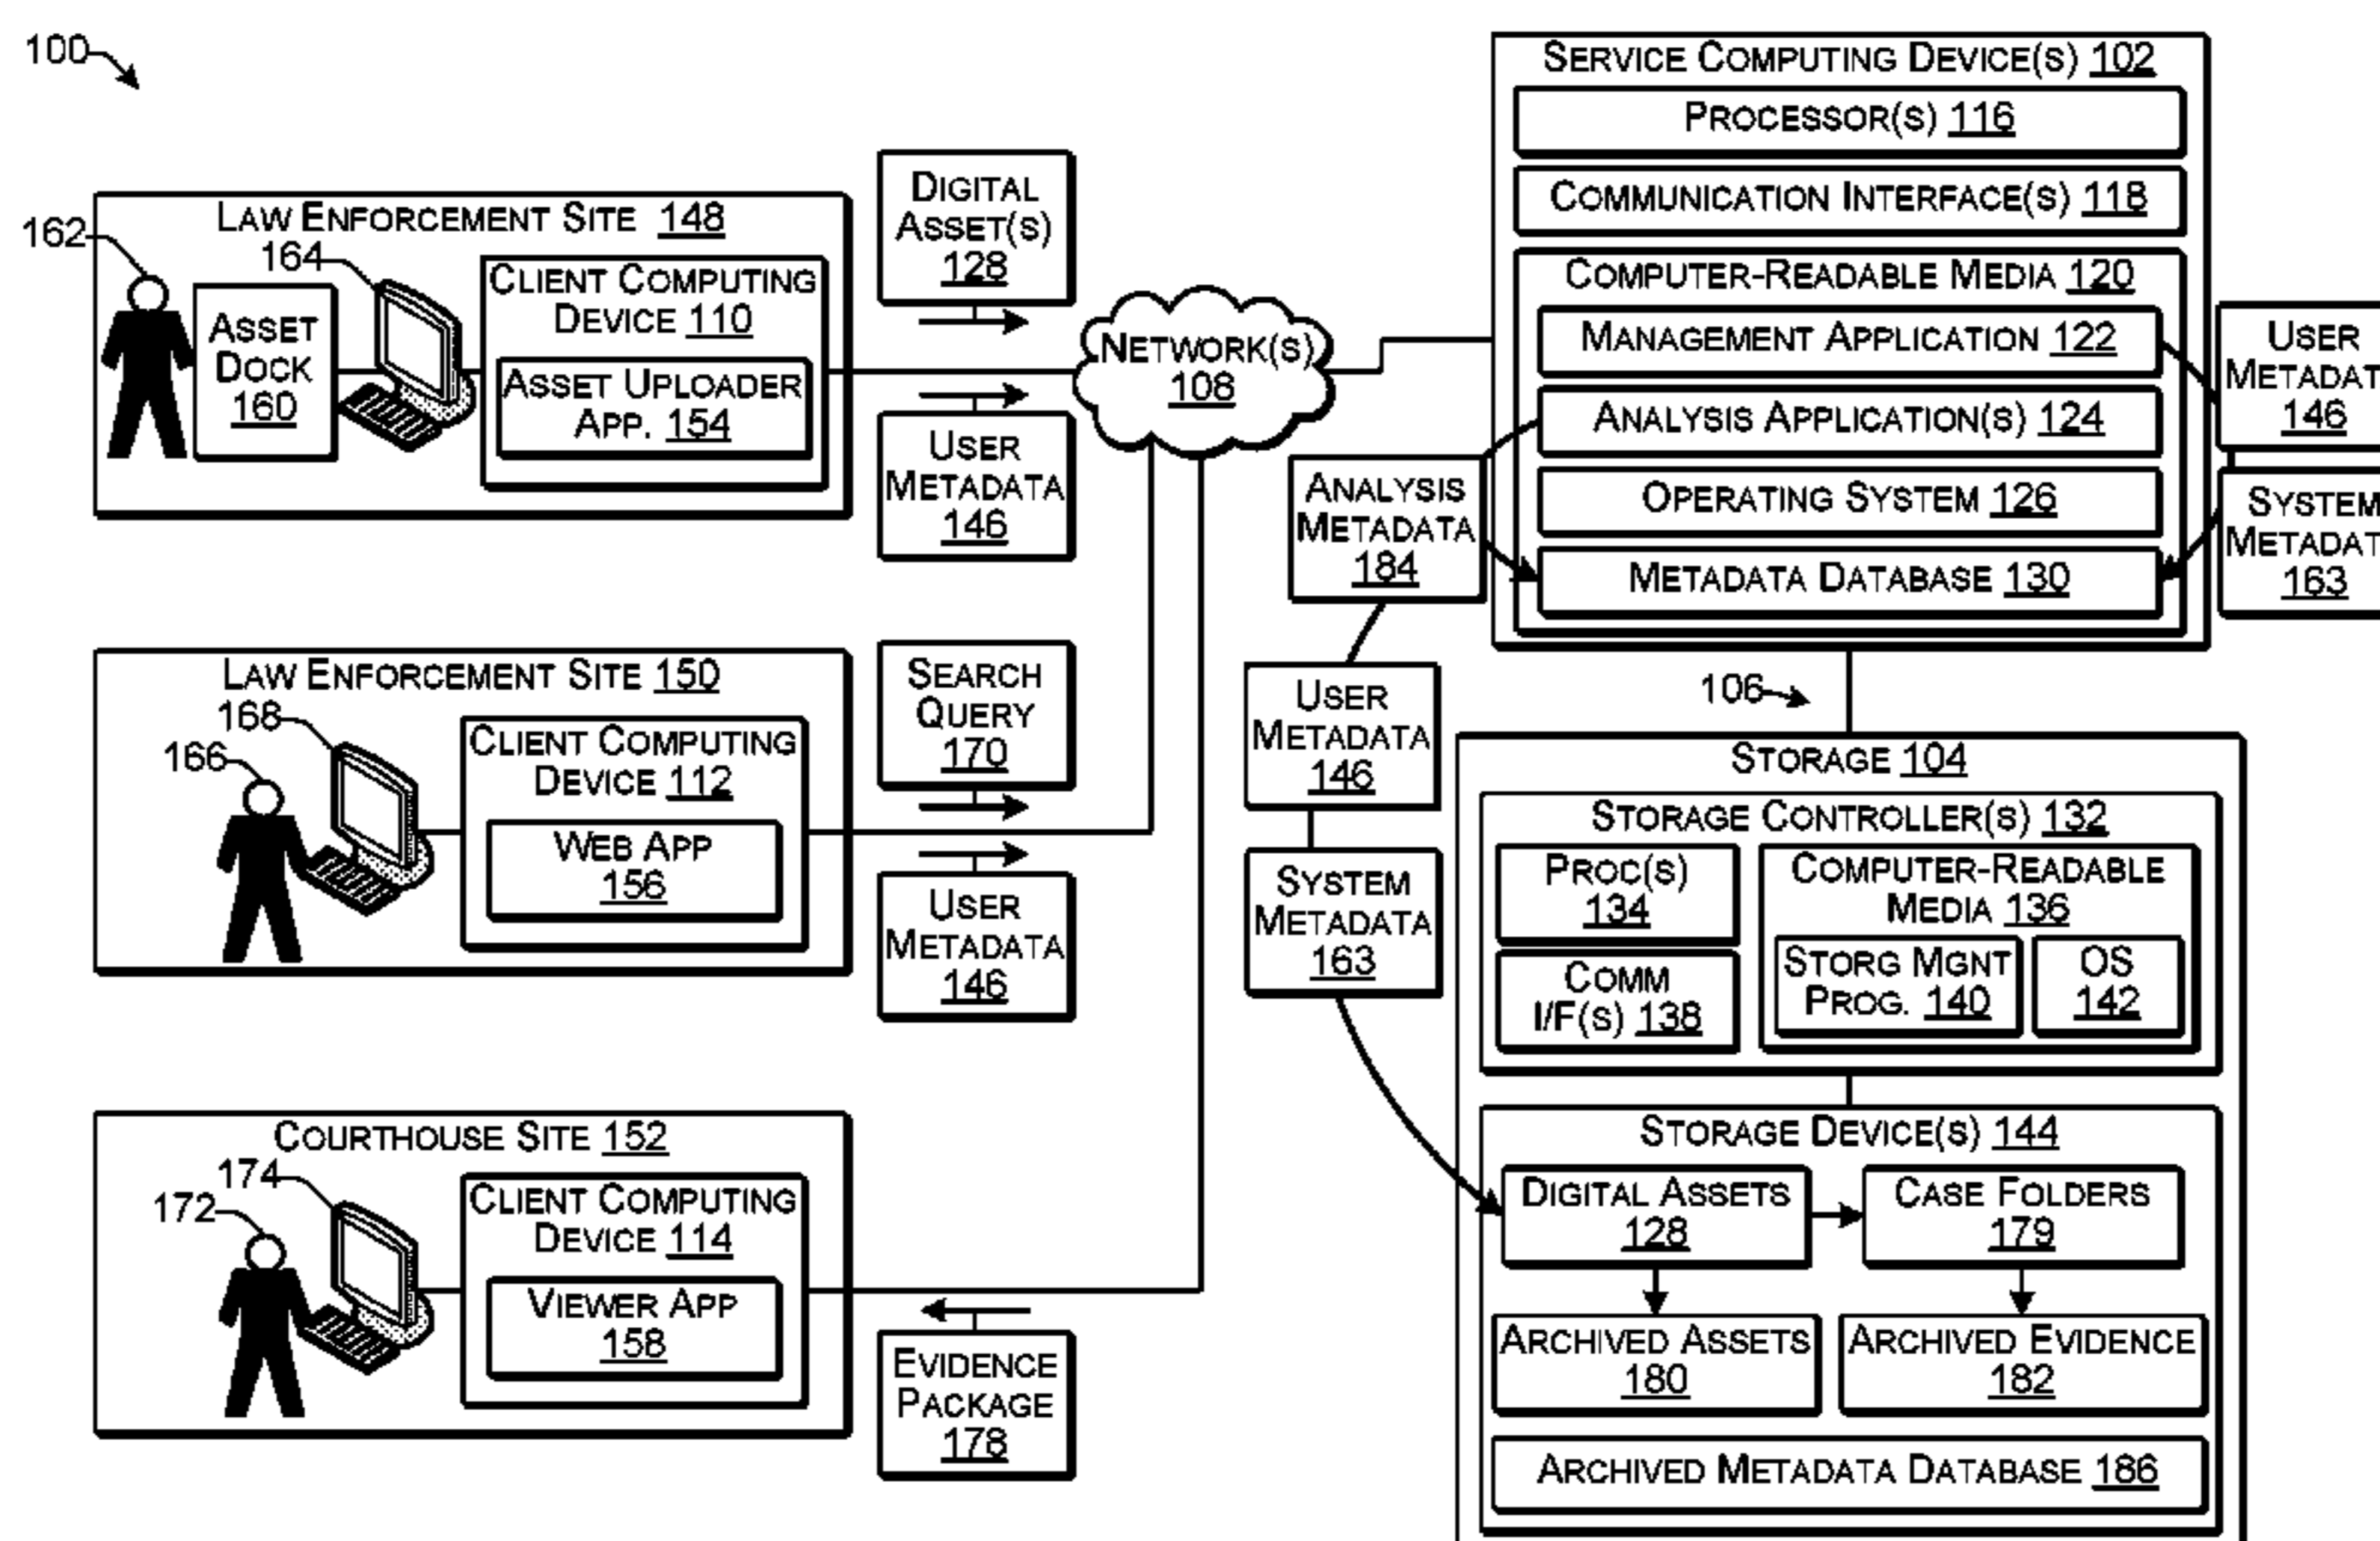 100
LAW ENFORCEMENT SITE 148
162
164
ASSET
DOCK
160
CLIENT COMPUTING
DEVICE 110
ASSET UPLOADER
APP. 154
DIGITAL
ASSET(S)
128
USER
METADATA
146
NETWORK(S)
108
LAW ENFORCEMENT SITE 150
168
166
CLIENT COMPUTING
DEVICE 112
WEB APP
156
SEARCH
QUERY
170
USER
METADATA
146
COURTHOUSE SITE 152
174
172
CLIENT COMPUTING
DEVICE 114
VIEWER APP
158
EVIDENCE
PACKAGE
178
SERVICE COMPUTING DEVICE(S) 102
PROCESSOR(S) 116
COMMUNICATION INTERFACE(S) 118
COMPUTER-READABLE MEDIA 120
MANAGEMENT APPLICATION 122
ANALYSIS APPLICATION(S) 124
OPERATING SYSTEM 126
METADATA DATABASE 130
USER
METADAT
146
SYSTEM
METADAT
163
ANALYSIS
METADATA
184
USER
METADATA
146
SYSTEM
METADATA
163
106
STORAGE 104
STORAGE CONTROLLER(S) 132
PROC(S)
134
COMM
I/F(S) 138
COMPUTER-READABLE
MEDIA 136
STORG MGNT
PROG. 140
OS
142
STORAGE DEVICE(S) 144
DIGITAL ASSETS
128
CASE FOLDERS
179
ARCHIVED ASSETS
180
ARCHIVED EVIDENCE
182
ARCHIVED METADATA DATABASE 186